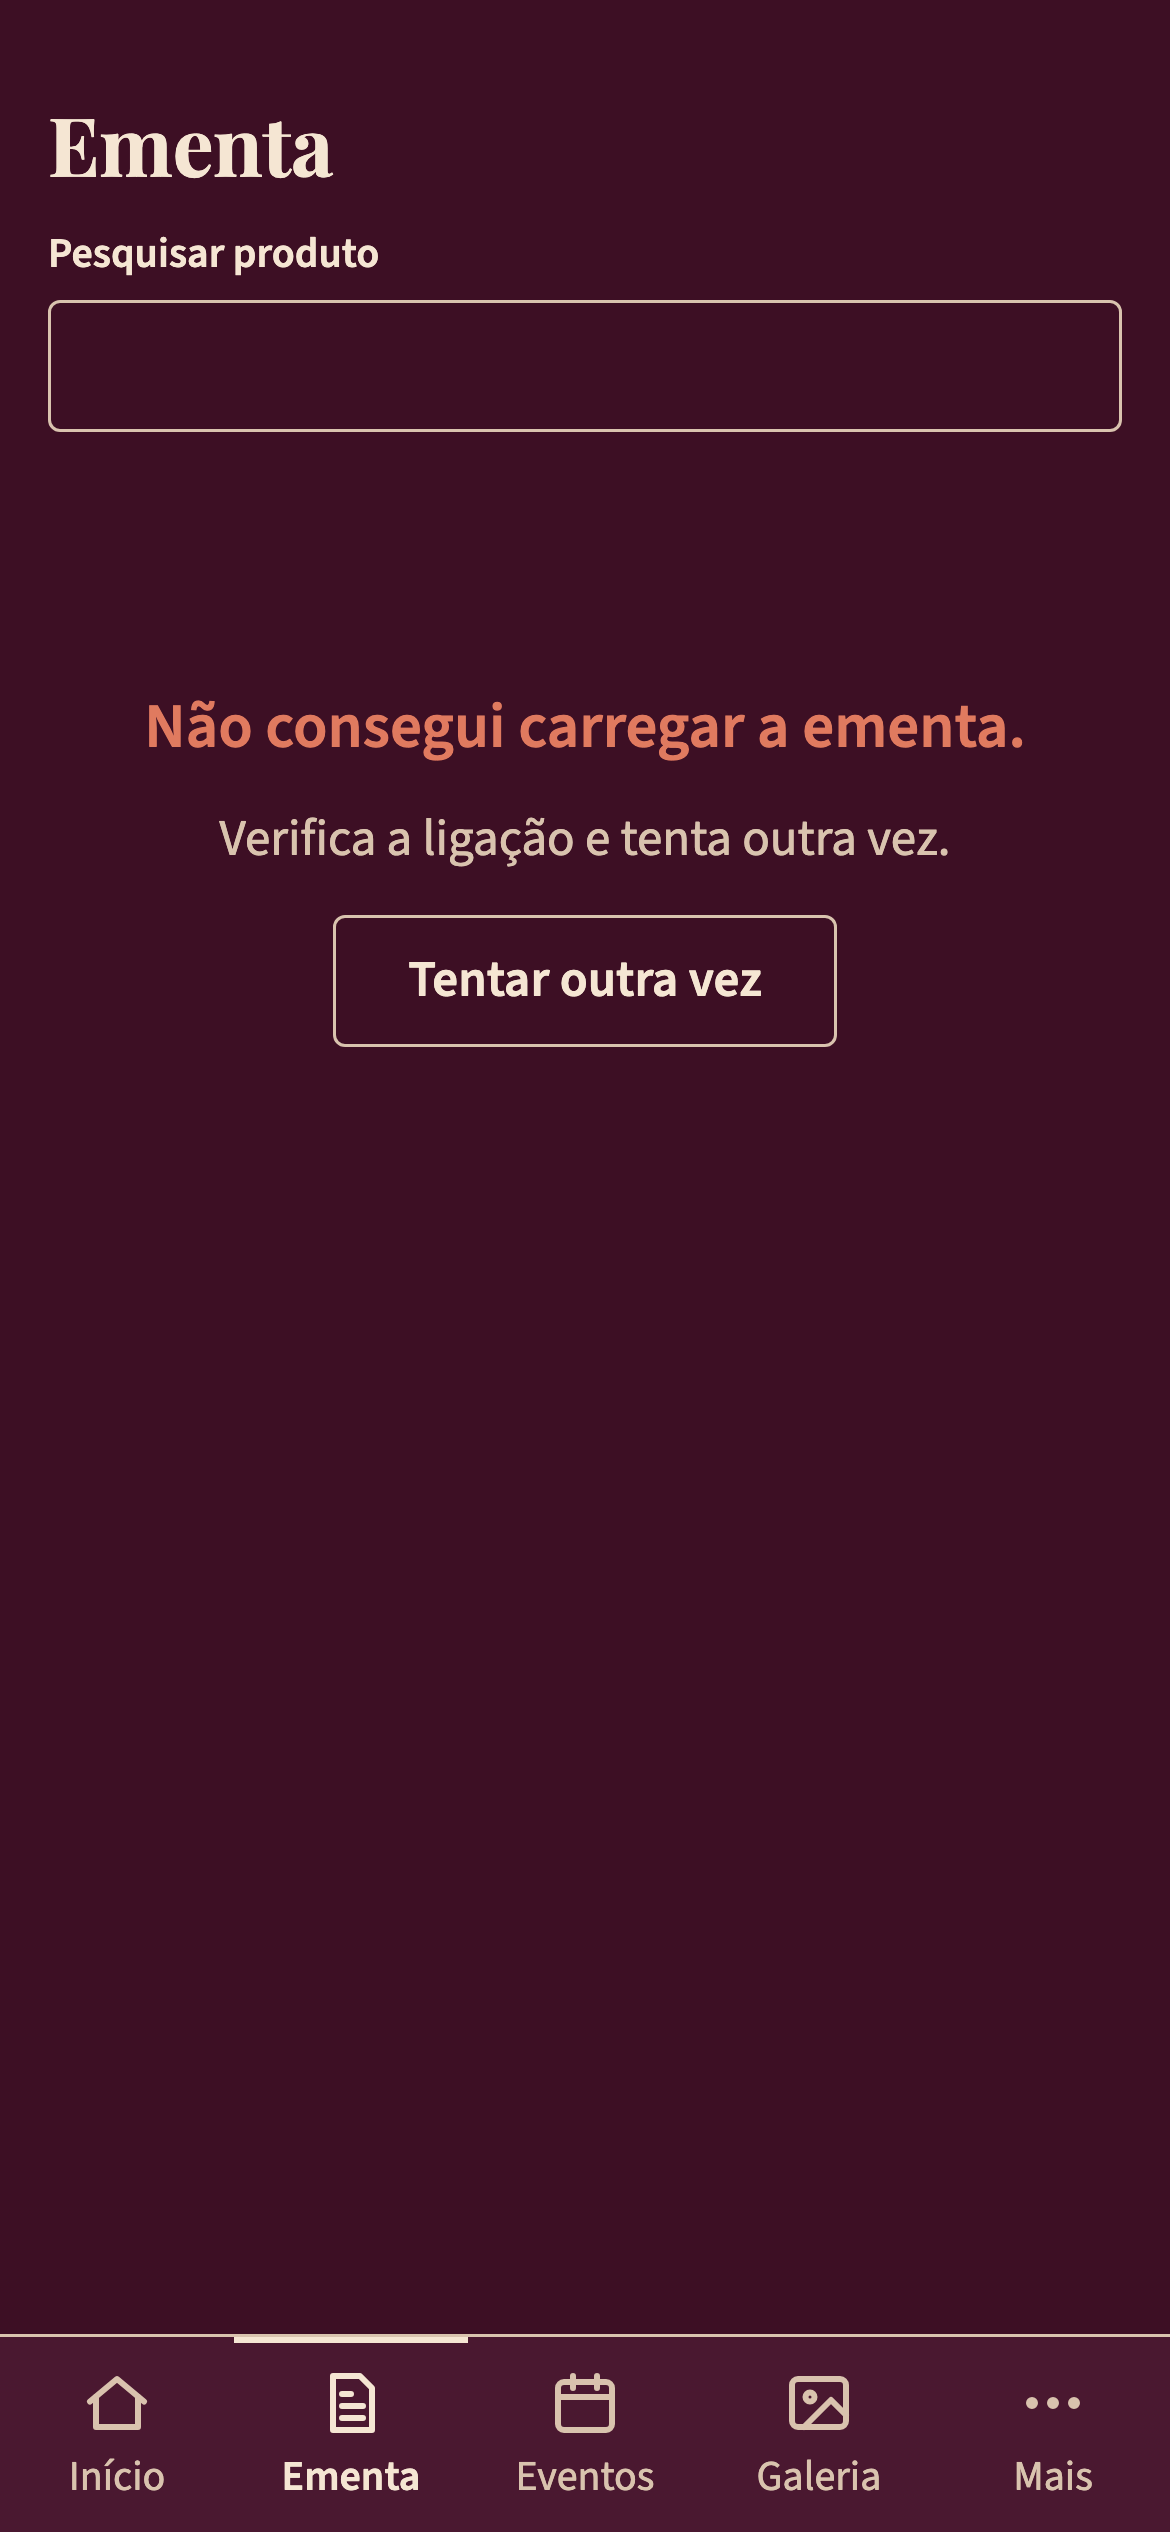 Ementa
Pesquisar produto
Não consegui carregar a ementa.
Verifica a ligação e tenta outra vez.
Tentar outra vez
Início
Ementa
Eventos
Galeria
Mais